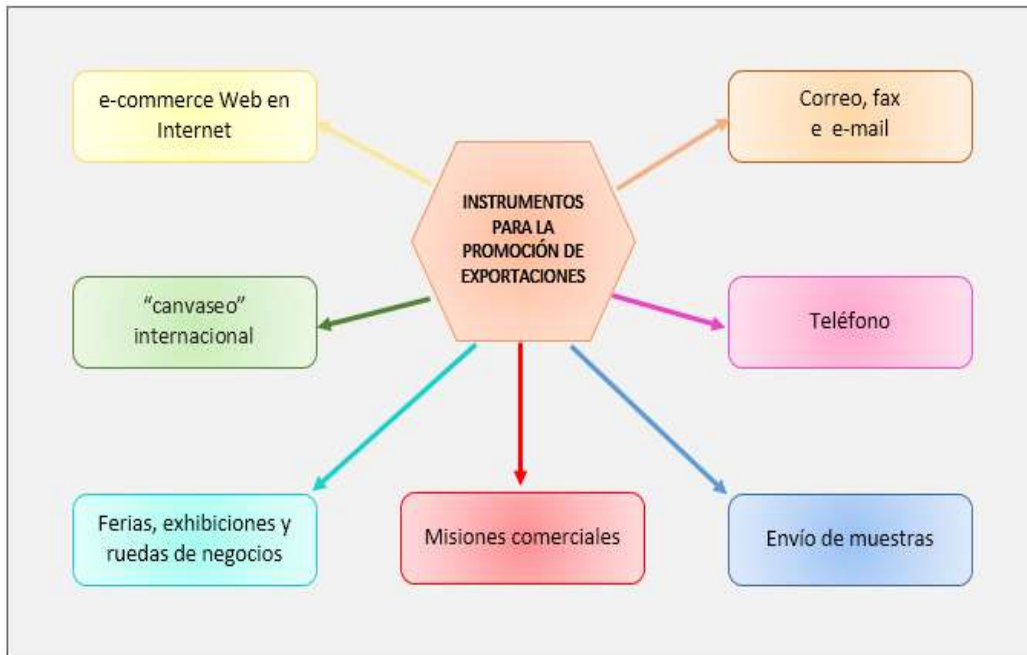 e-commerce Web en
Internet
Correo, fax
e e-mail
INSTRUMENTOS
PARA LA
PROMOCIÓN DE
EXPORTACIONES
“canvaseo”
internacional
Teléfono
Ferias, exhibiciones y
ruedas de negocios
Misiones comerciales
Envío de muestras